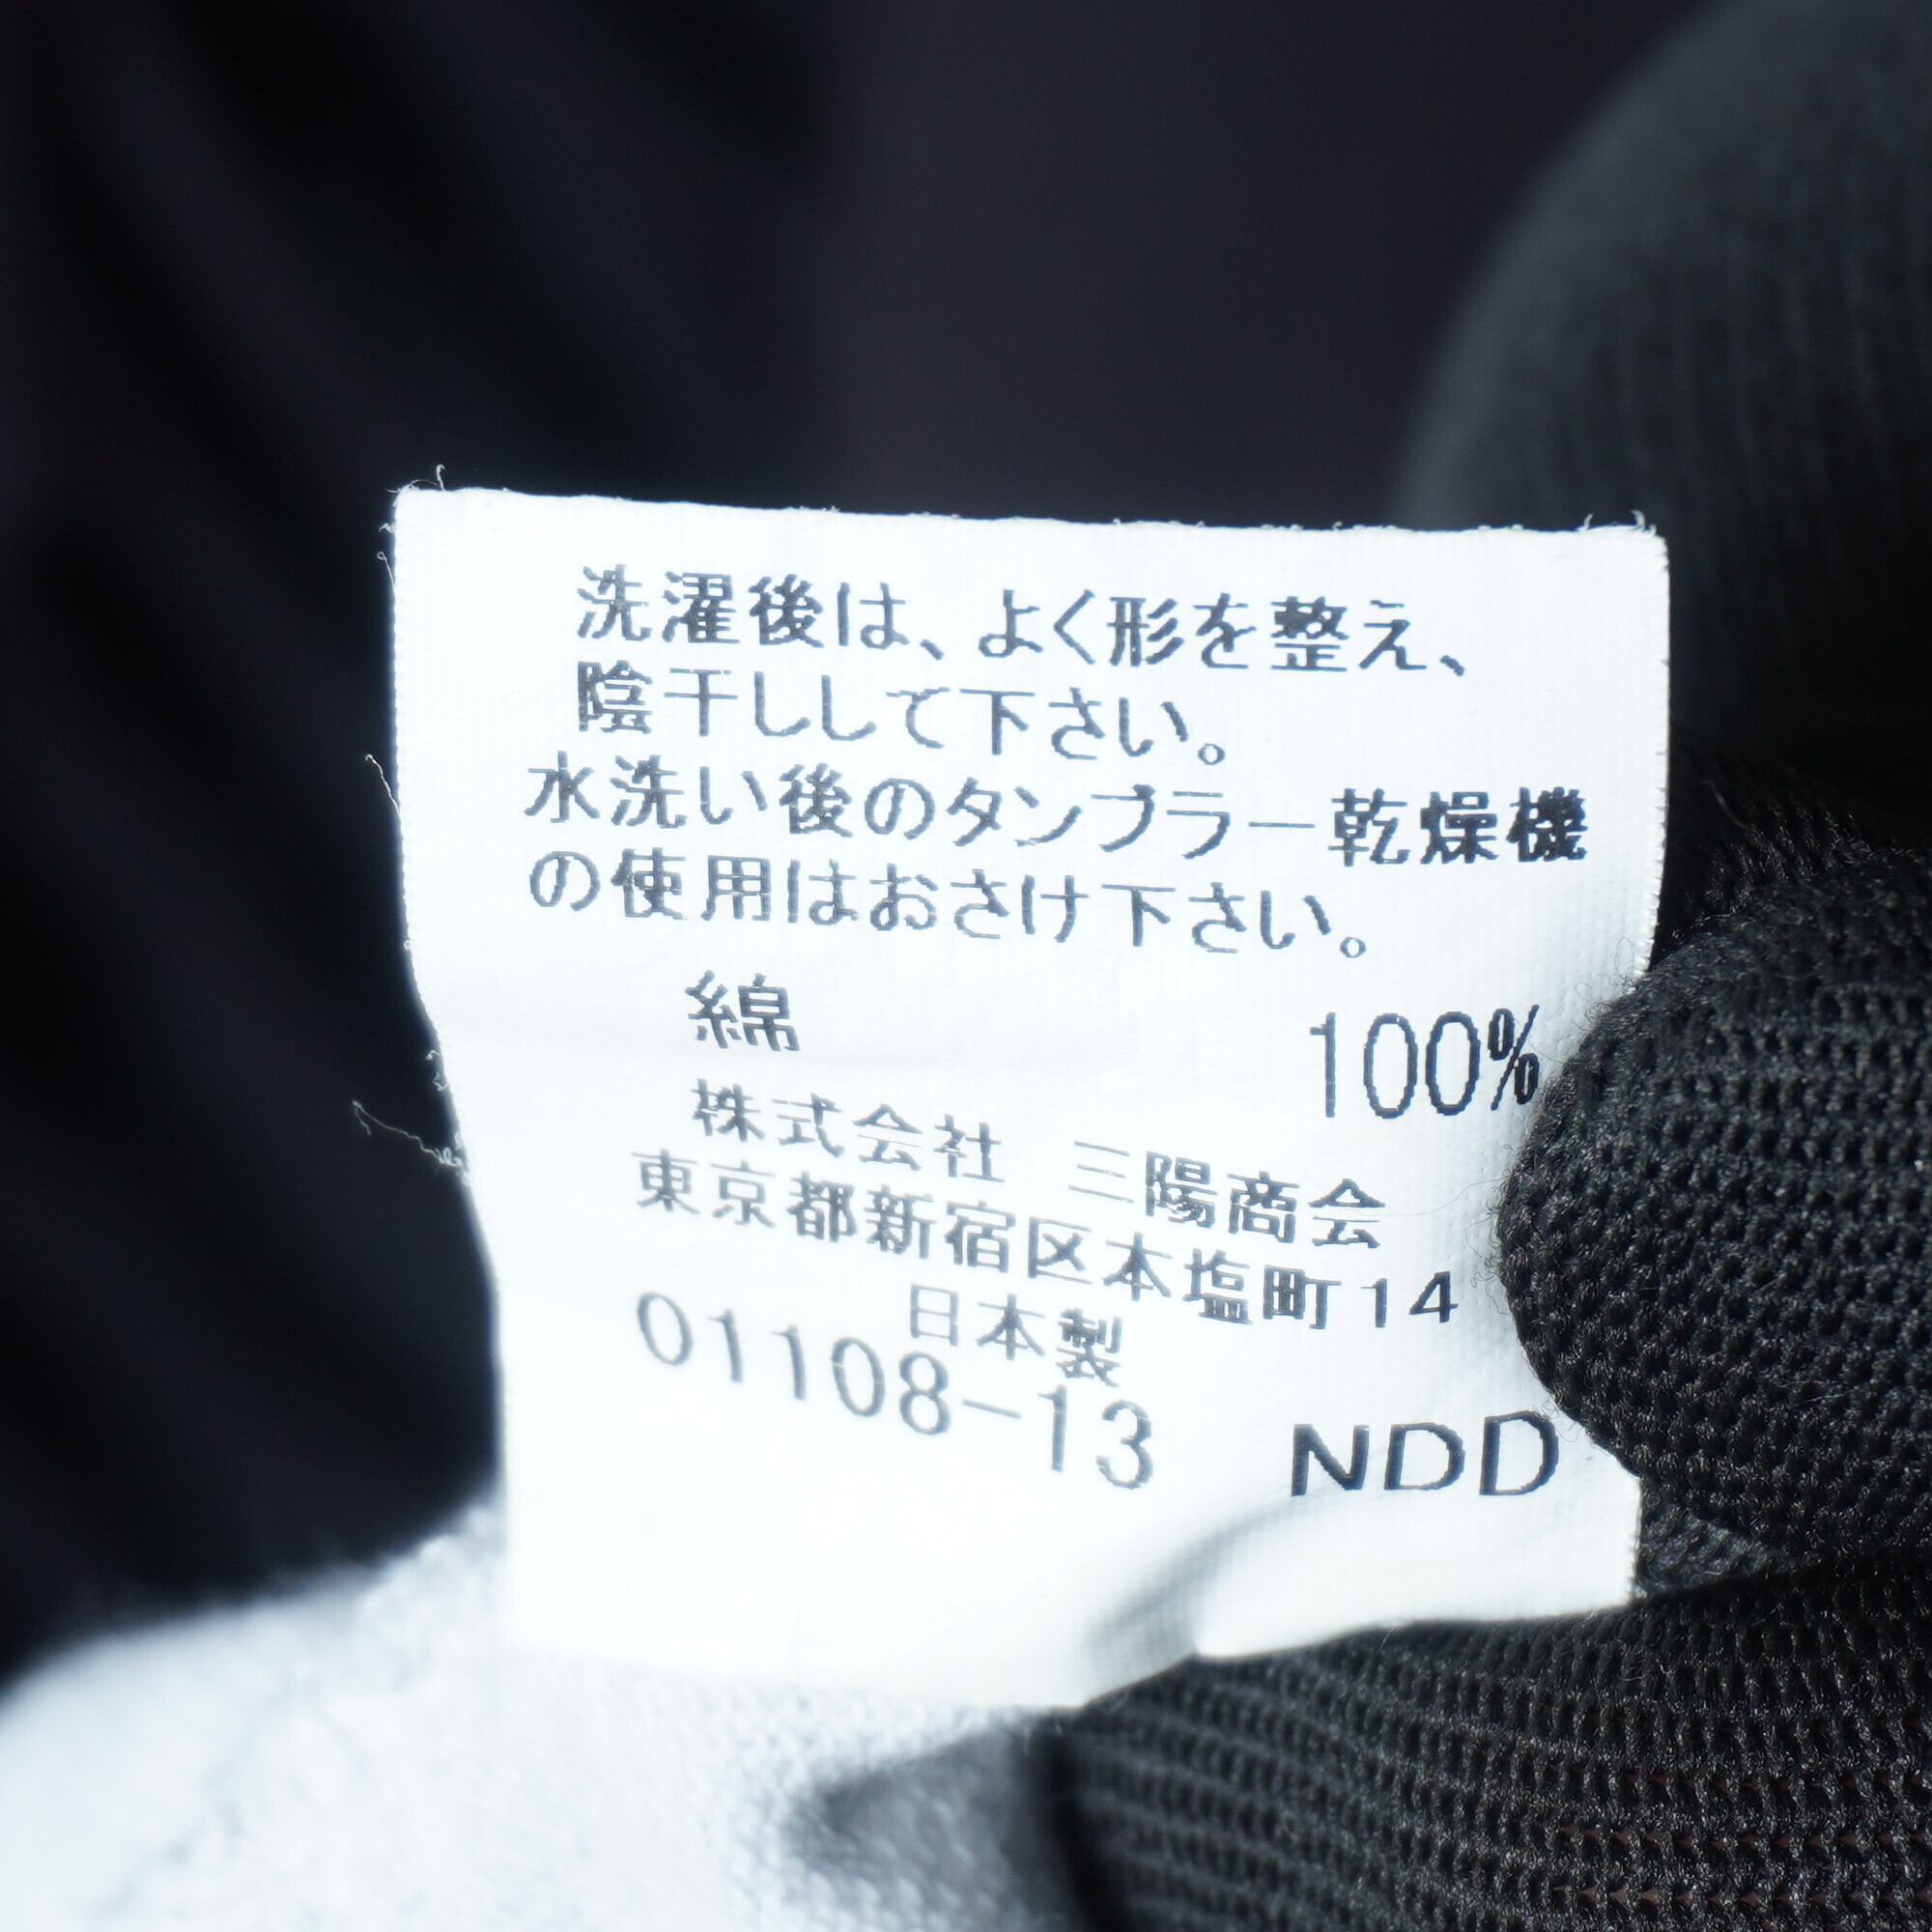 洗濯後は、よく形を整え、
陰干しして下さい。
水洗い後のタンブラー乾燥機
の使用はおさけ下さい。
綿 100%
株式会社 三陽商会
東京都新宿区本塩町14
日本製
01108-13 NDD